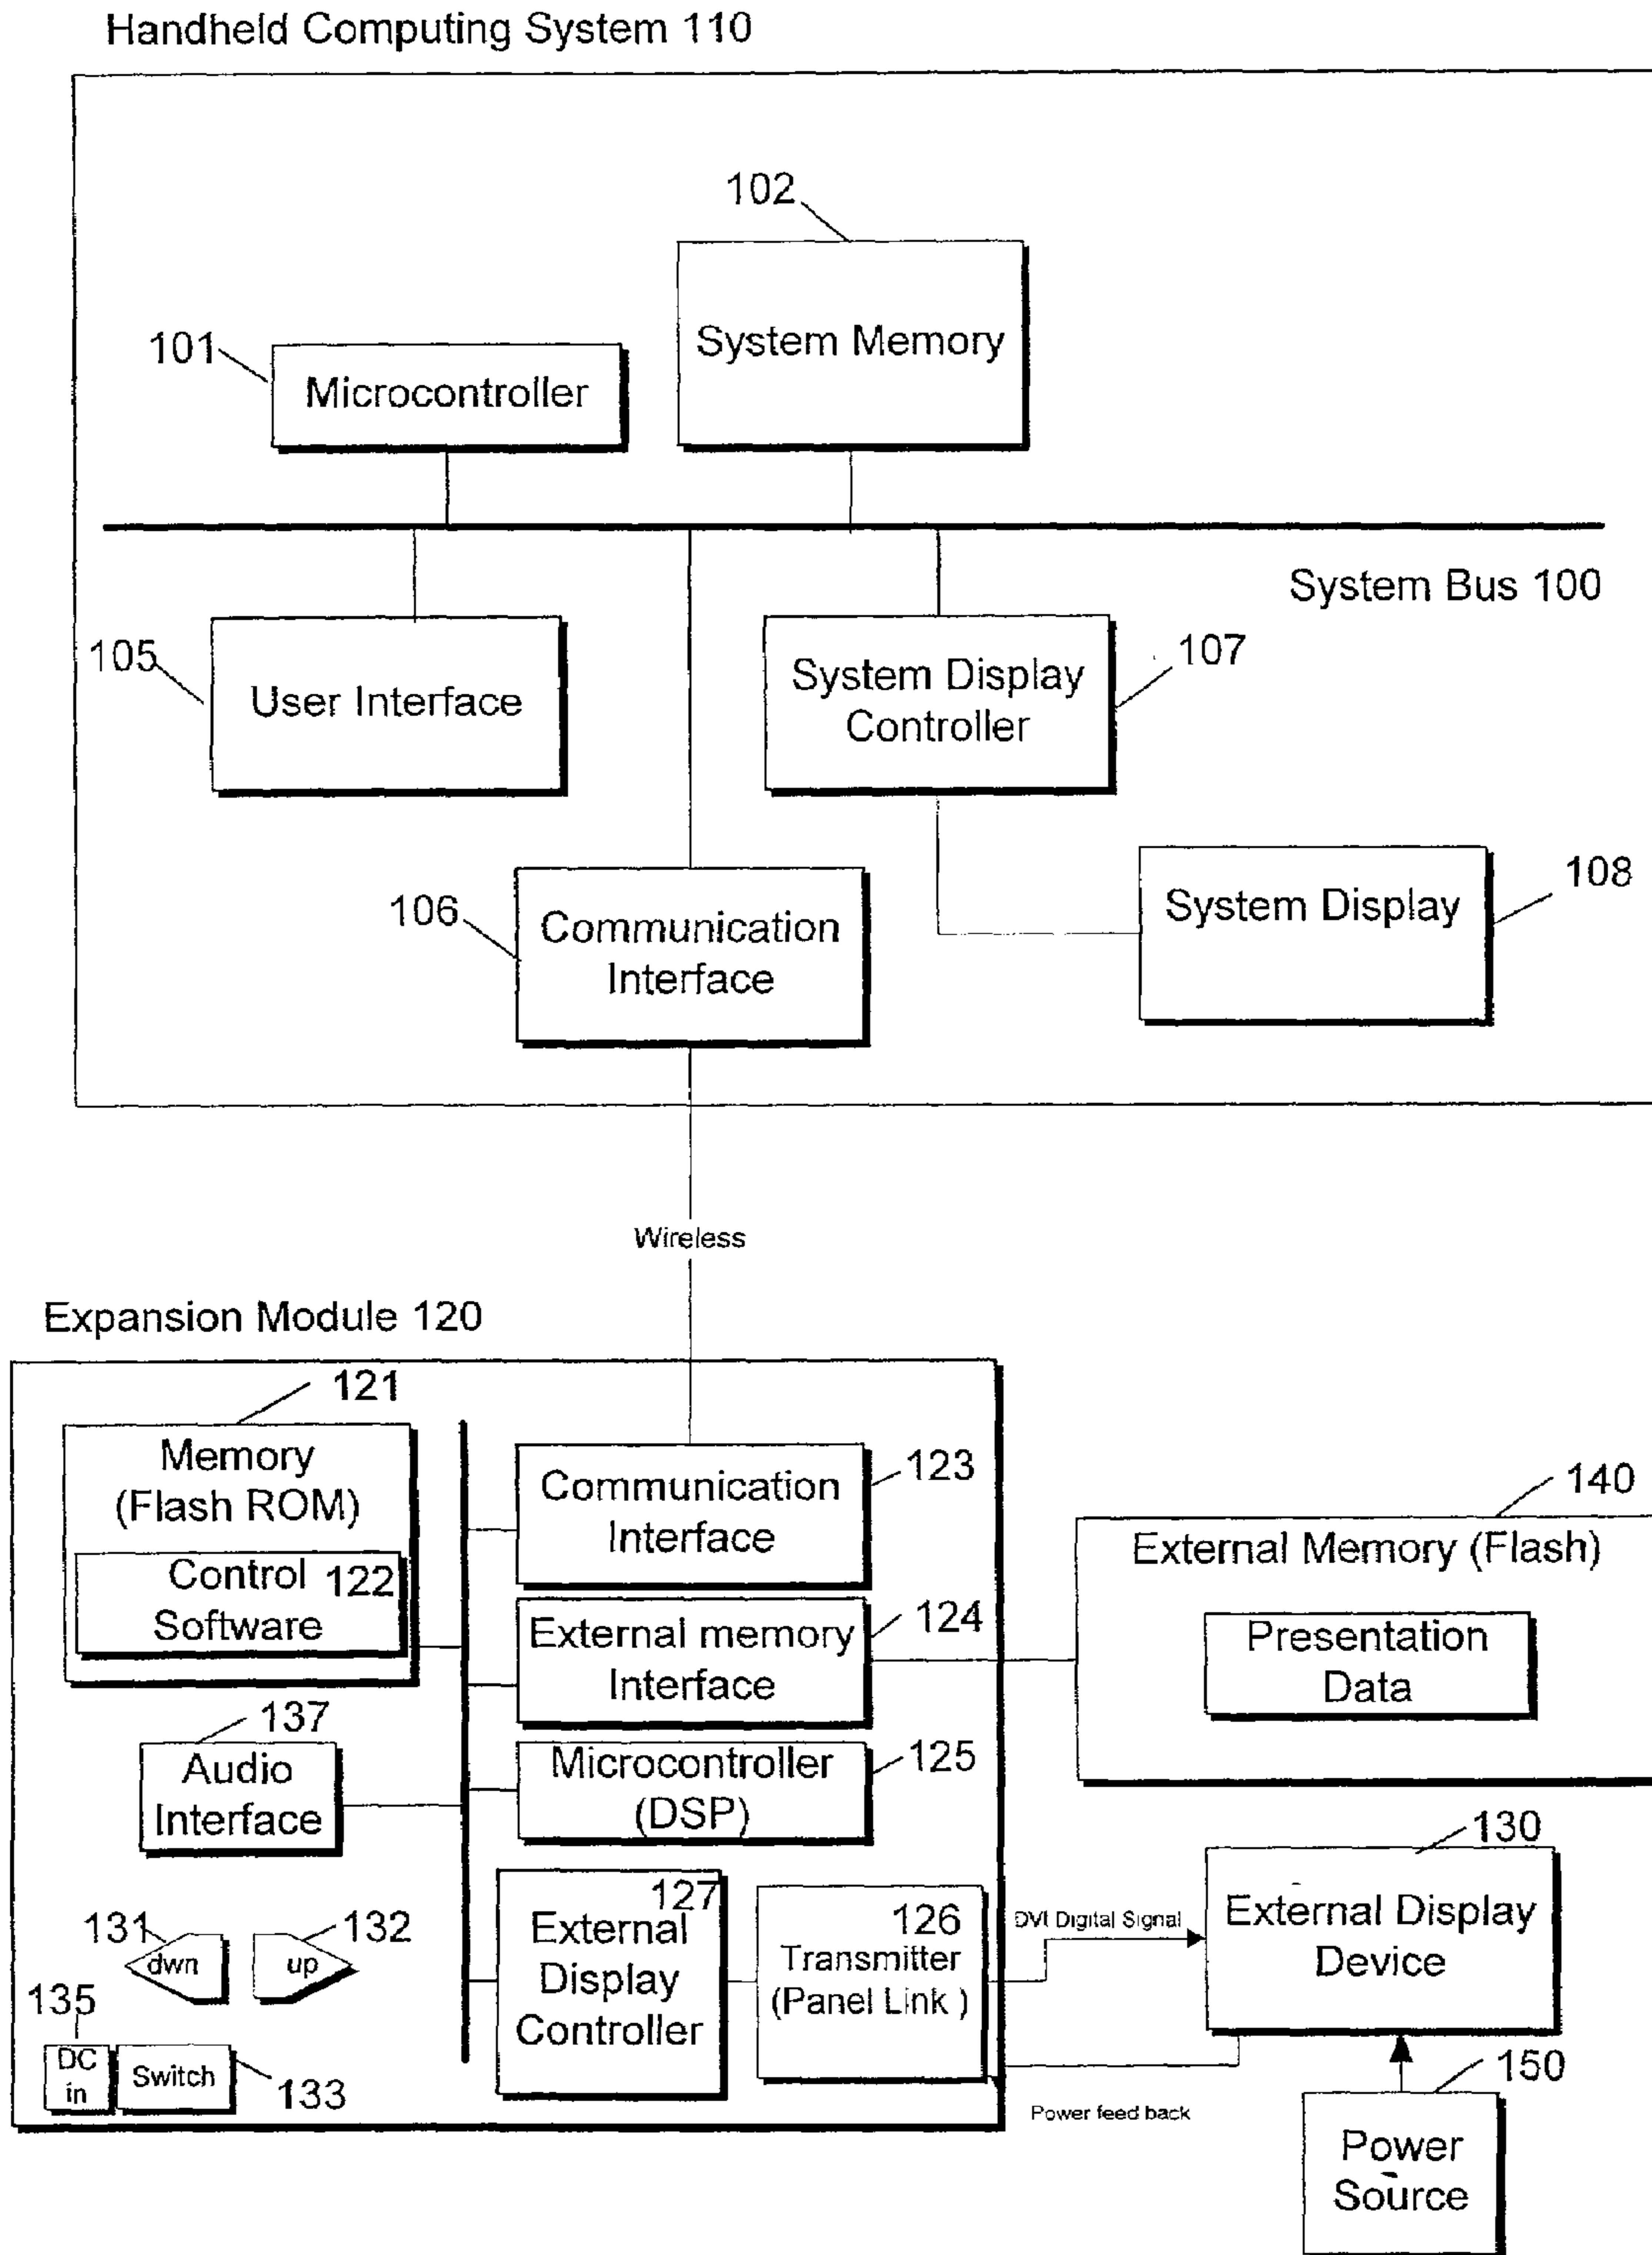 Handheld Computing System 110
102
System Memory
101
Microcontroller
System Bus 100
105
User Interface
System Display
Controller
107
106
Communication
Interface
System Display
108
Wireless
Expansion Module 120
121
Memory
(Flash ROM)
Control
Software
122
Communication
Interface
123
External memory
Interface
124
140
External Memory (Flash)
Presentation
Data
137
Audio
Interface
Microcontroller
(DSP)
125
131
dwn
132
up
135
DC
in
Switch
133
127
External
Display
Controller
126
Transmitter
(Panel Link )
DVI Digital Signal
130
External Display
Device
Power feed back
150
Power
Source